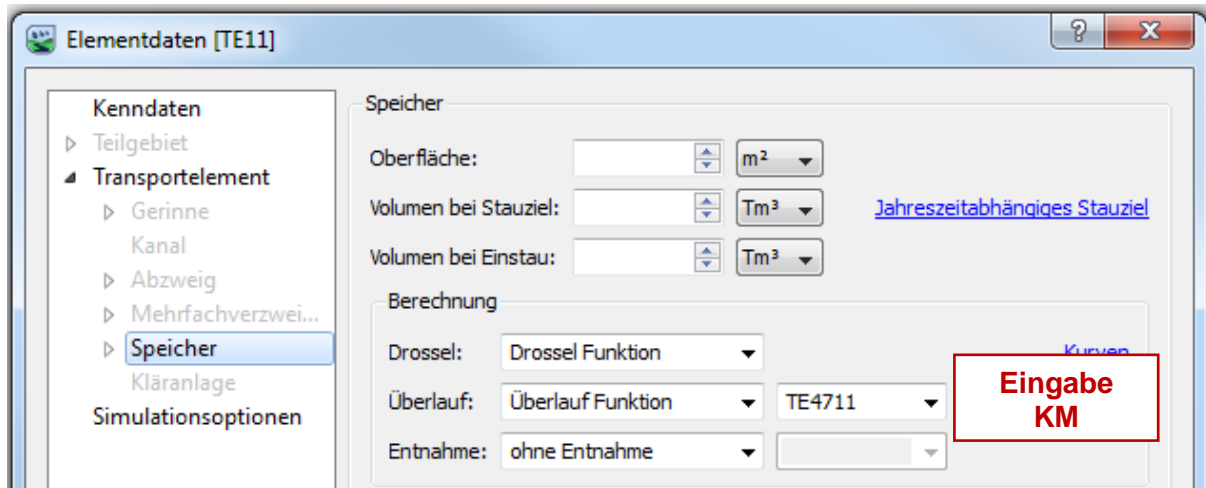 Elementdaten [TE11]
?
x
Kenndaten
Teilgebiet
Transportelement
Gerinne
Kanal
Abzweig
Mehrfachverzwei...
Speicher
Kläranlage
Simulationsoptionen
Speicher
Oberfläche: m²
Volumen bei Stauziel: Tm³ Jahreszeitabhängiges Stauziel
Volumen bei Einstau: Tm³
Berechnung
Drossel: Drossel Funktion Kurven
Überlauf: Überlauf Funktion TE4711
Entnahme: ohne Entnahme
Eingabe
KM